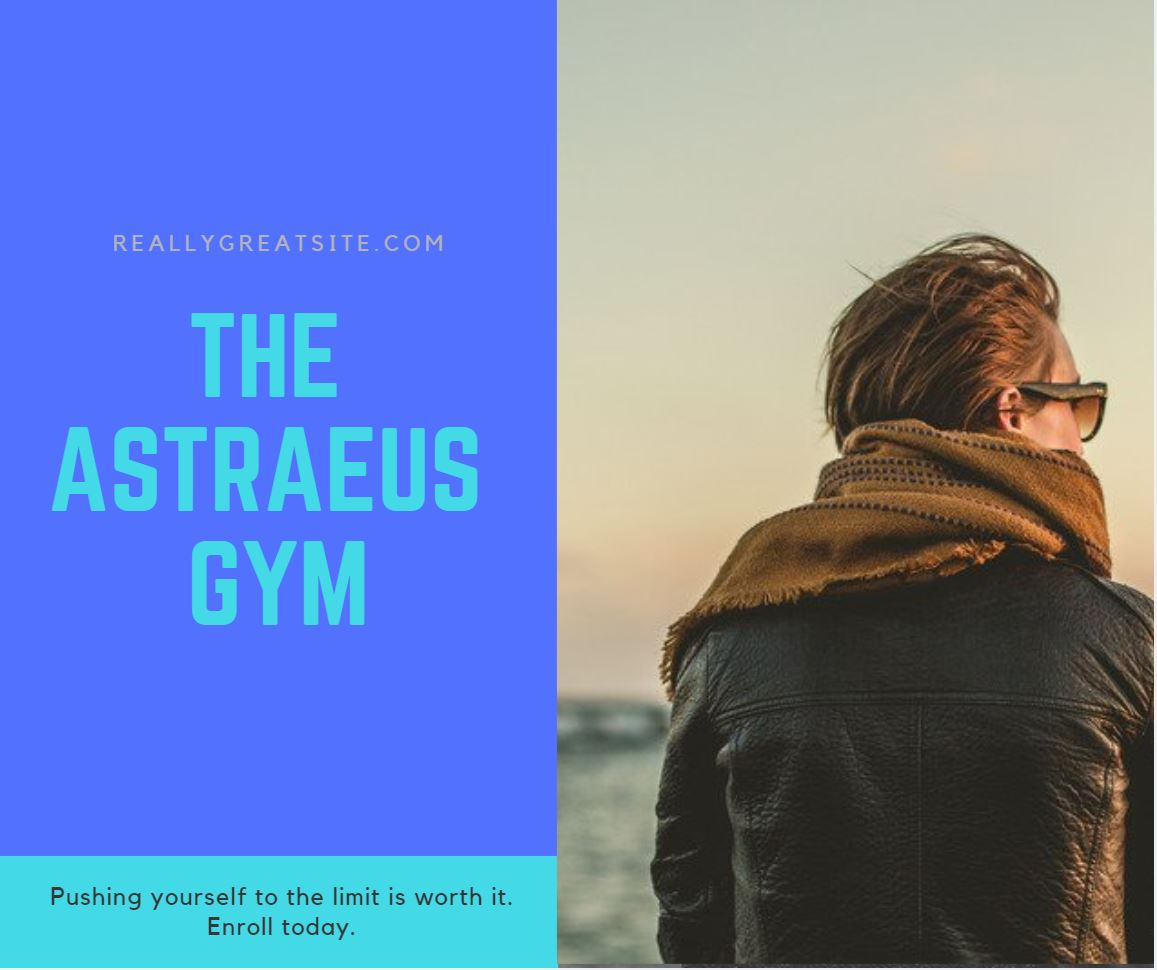 REALLYGREATSITE.COM
THE
ASTRAEUS
GYM
Pushing yourself to the limit is worth it.
Enroll today.